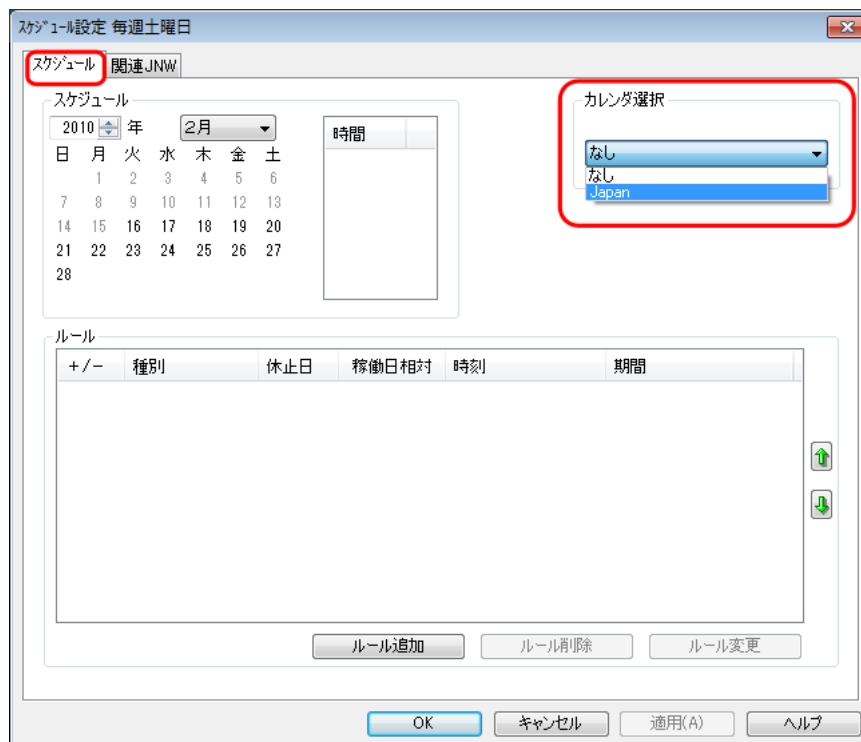 スケジュール設定 毎週土曜日
スケジュール 関連JNW
スケジュール
2010 年 2月
日 月 火 水 木 金 土
1 2 3 4 5 6
7 8 9 10 11 12 13
14 15 16 17 18 19 20
21 22 23 24 25 26 27
28
時間
カレンダ選択
なし
なし
Japan
ルール
+/- 種別 休止日 稼働日相対 時刻 期間
ルール追加 ルール削除 ルール変更
OK キャンセル 適用(A) ヘルプ